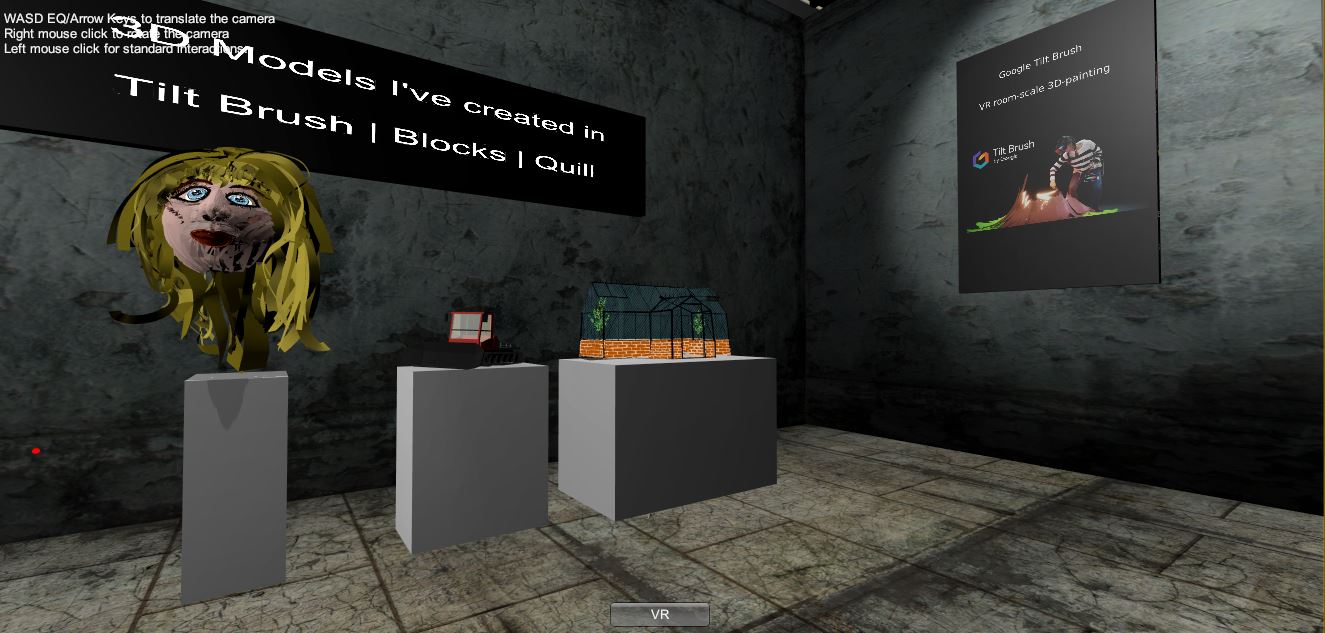 WASD EQ/Arrow Keys to translate the camera
Right mouse click to rotate the camera
Left mouse click for standard interactions
3D Models I've created in
Tilt Brush | Blocks | Quill
Google Tilt Brush
VR room-scale 3D-painting
Tilt Brush
by Google
VR